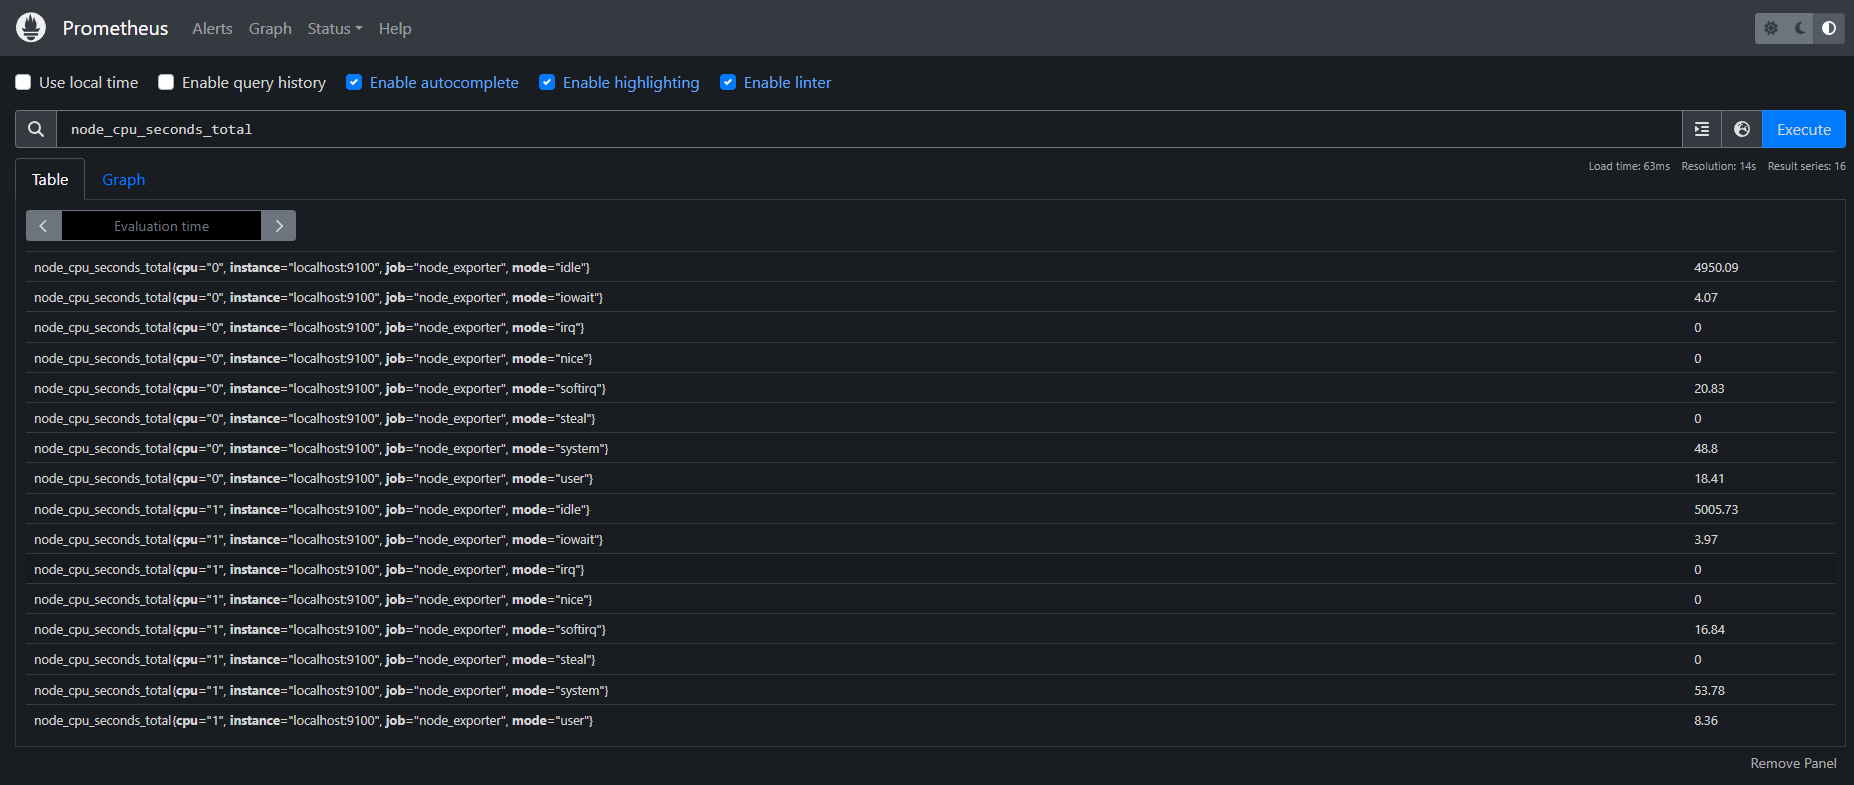 Prometheus Alerts Graph Status Help
Use local time Enable query history Enable autocomplete Enable highlighting Enable linter
node_cpu_seconds_total Execute
Table Graph Load time: 63ms Resolution: 14s Result series: 16
Evaluation time
node_cpu_seconds_total{cpu="0", instance="localhost:9100", job="node_exporter", mode="idle"} 4950.09
node_cpu_seconds_total{cpu="0", instance="localhost:9100", job="node_exporter", mode="iowait"} 4.07
node_cpu_seconds_total{cpu="0", instance="localhost:9100", job="node_exporter", mode="irq"} 0
node_cpu_seconds_total{cpu="0", instance="localhost:9100", job="node_exporter", mode="nice"} 0
node_cpu_seconds_total{cpu="0", instance="localhost:9100", job="node_exporter", mode="softirq"} 20.83
node_cpu_seconds_total{cpu="0", instance="localhost:9100", job="node_exporter", mode="steal"} 0
node_cpu_seconds_total{cpu="0", instance="localhost:9100", job="node_exporter", mode="system"} 48.8
node_cpu_seconds_total{cpu="0", instance="localhost:9100", job="node_exporter", mode="user"} 18.41
node_cpu_seconds_total{cpu="1", instance="localhost:9100", job="node_exporter", mode="idle"} 5005.73
node_cpu_seconds_total{cpu="1", instance="localhost:9100", job="node_exporter", mode="iowait"} 3.97
node_cpu_seconds_total{cpu="1", instance="localhost:9100", job="node_exporter", mode="irq"} 0
node_cpu_seconds_total{cpu="1", instance="localhost:9100", job="node_exporter", mode="nice"} 0
node_cpu_seconds_total{cpu="1", instance="localhost:9100", job="node_exporter", mode="softirq"} 16.84
node_cpu_seconds_total{cpu="1", instance="localhost:9100", job="node_exporter", mode="steal"} 0
node_cpu_seconds_total{cpu="1", instance="localhost:9100", job="node_exporter", mode="system"} 53.78
node_cpu_seconds_total{cpu="1", instance="localhost:9100", job="node_exporter", mode="user"} 8.36
Remove Panel